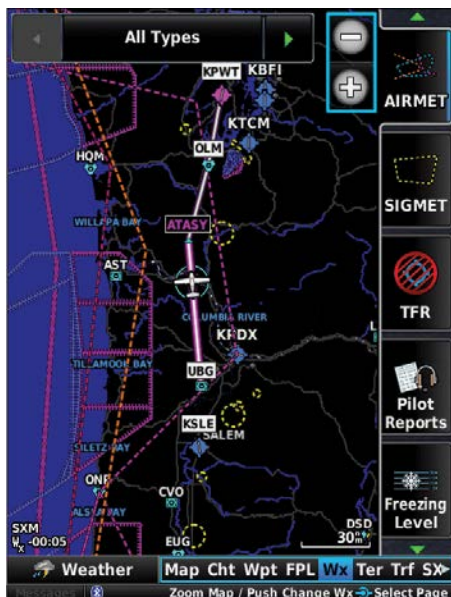 All Types
KPWT
KBFI
AIRMET
KTCM
OLM
HQM
SIGMET
WILLAPA BAY
ATASY
AST
TFR
COLUMBIA RIVER
KPDX
TILLAMOOK BAY
UBG
Pilot
Reports
KSLE
SALEM
SILETZ BAY
ONP
CVO
Freezing
Level
ALSEA BAY
SXM
Wx -00:05
DSD
30nm
EUG
Weather
Map Cht Wpt FPL Wx Ter Trf SX
Messages
Zoom Map / Push Change Wx Select Page